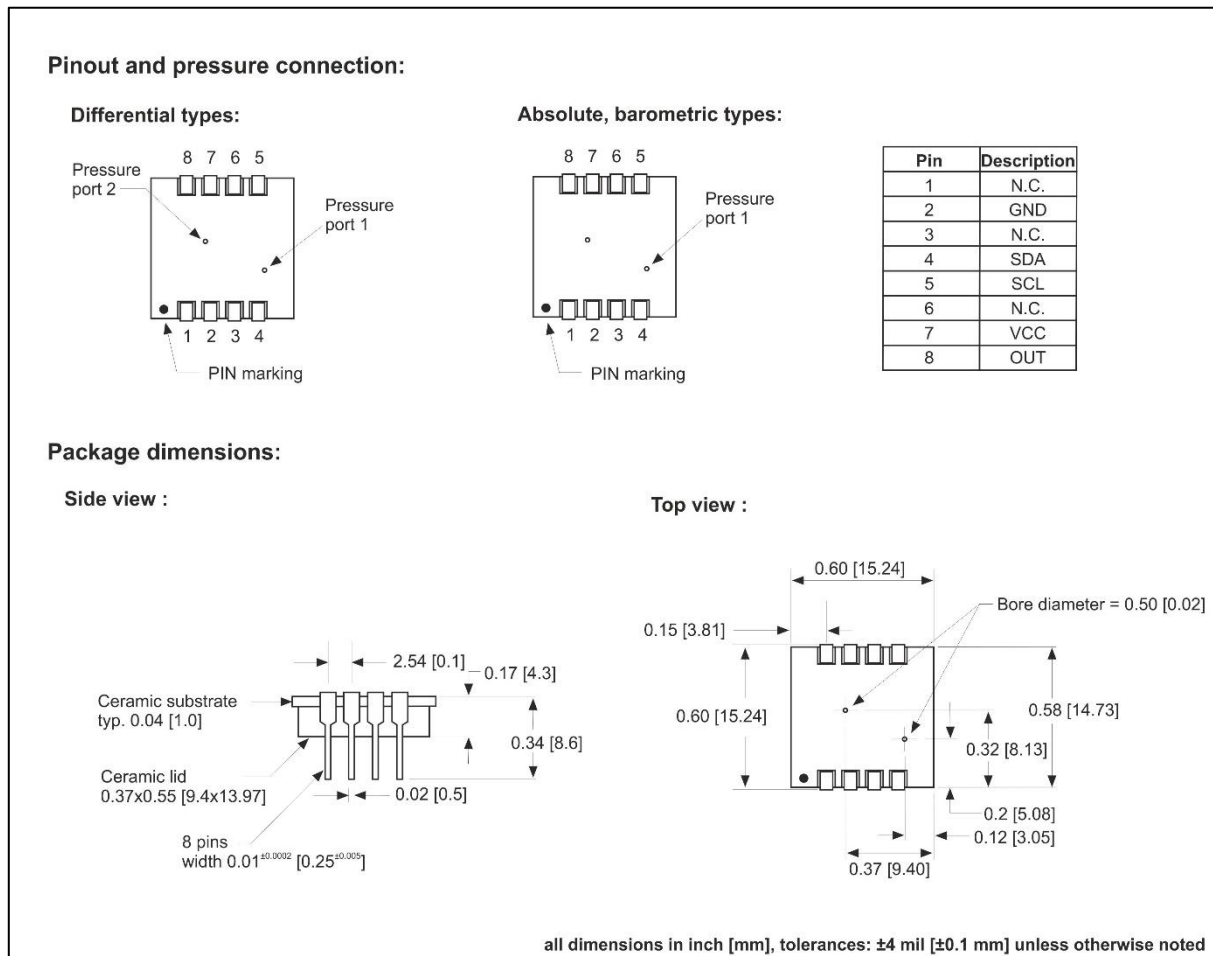 Pinout and pressure connection:
Differential types:
8 7 6 5
Pressure
port 2
Pressure
port 1
1 2 3 4
PIN marking
Absolute, barometric types:
8 7 6 5
Pressure
port 1
1 2 3 4
PIN marking
Pin Description
1 N.C.
2 GND
3 N.C.
4 SDA
5 SCL
6 N.C.
7 VCC
8 OUT
Package dimensions:
Side view :
2.54 [0.1]
0.17 [4.3]
Ceramic substrate
typ. 0.04 [1.0]
0.34 [8.6]
Ceramic lid
0.37x0.55 [9.4x13.97]
0.02 [0.5]
8 pins
width 0.01±0.0002 [0.25±0.005]
Top view :
0.60 [15.24]
Bore diameter = 0.50 [0.02]
0.15 [3.81]
0.60 [15.24]
0.58 [14.73]
0.32 [8.13]
0.2 [5.08]
0.12 [3.05]
0.37 [9.40]
all dimensions in inch [mm], tolerances: ±4 mil [±0.1 mm] unless otherwise noted